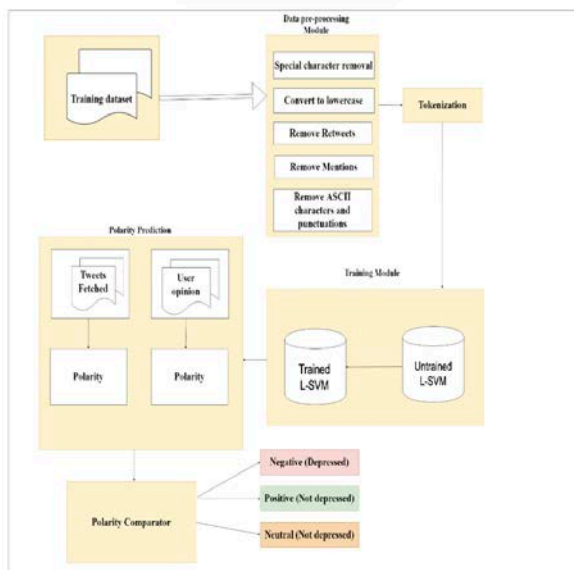 Data pre-processing
Module
Training dataset
Special character removal
Convert to lowercase
Remove Retweets
Remove Mentions
Remove ASCII
characters and
punctuations
Tokenization
Polarity Prediction
Tweets
Fetched
User
opinion
Polarity
Polarity
Training Module
Trained
L-SVM
Untrained
L-SVM
Polarity Comparator
Negative (Depressed)
Positive (Not depressed)
Neutral (Not depressed)